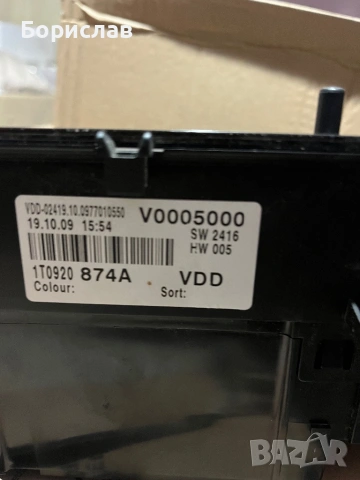 Борислав
VDD-02419.10.0977010550 V0005000
19.10.09 15:54 SW 2416
HW 005
1T0920 874A VDD
Colour: Sort:
BAZAR